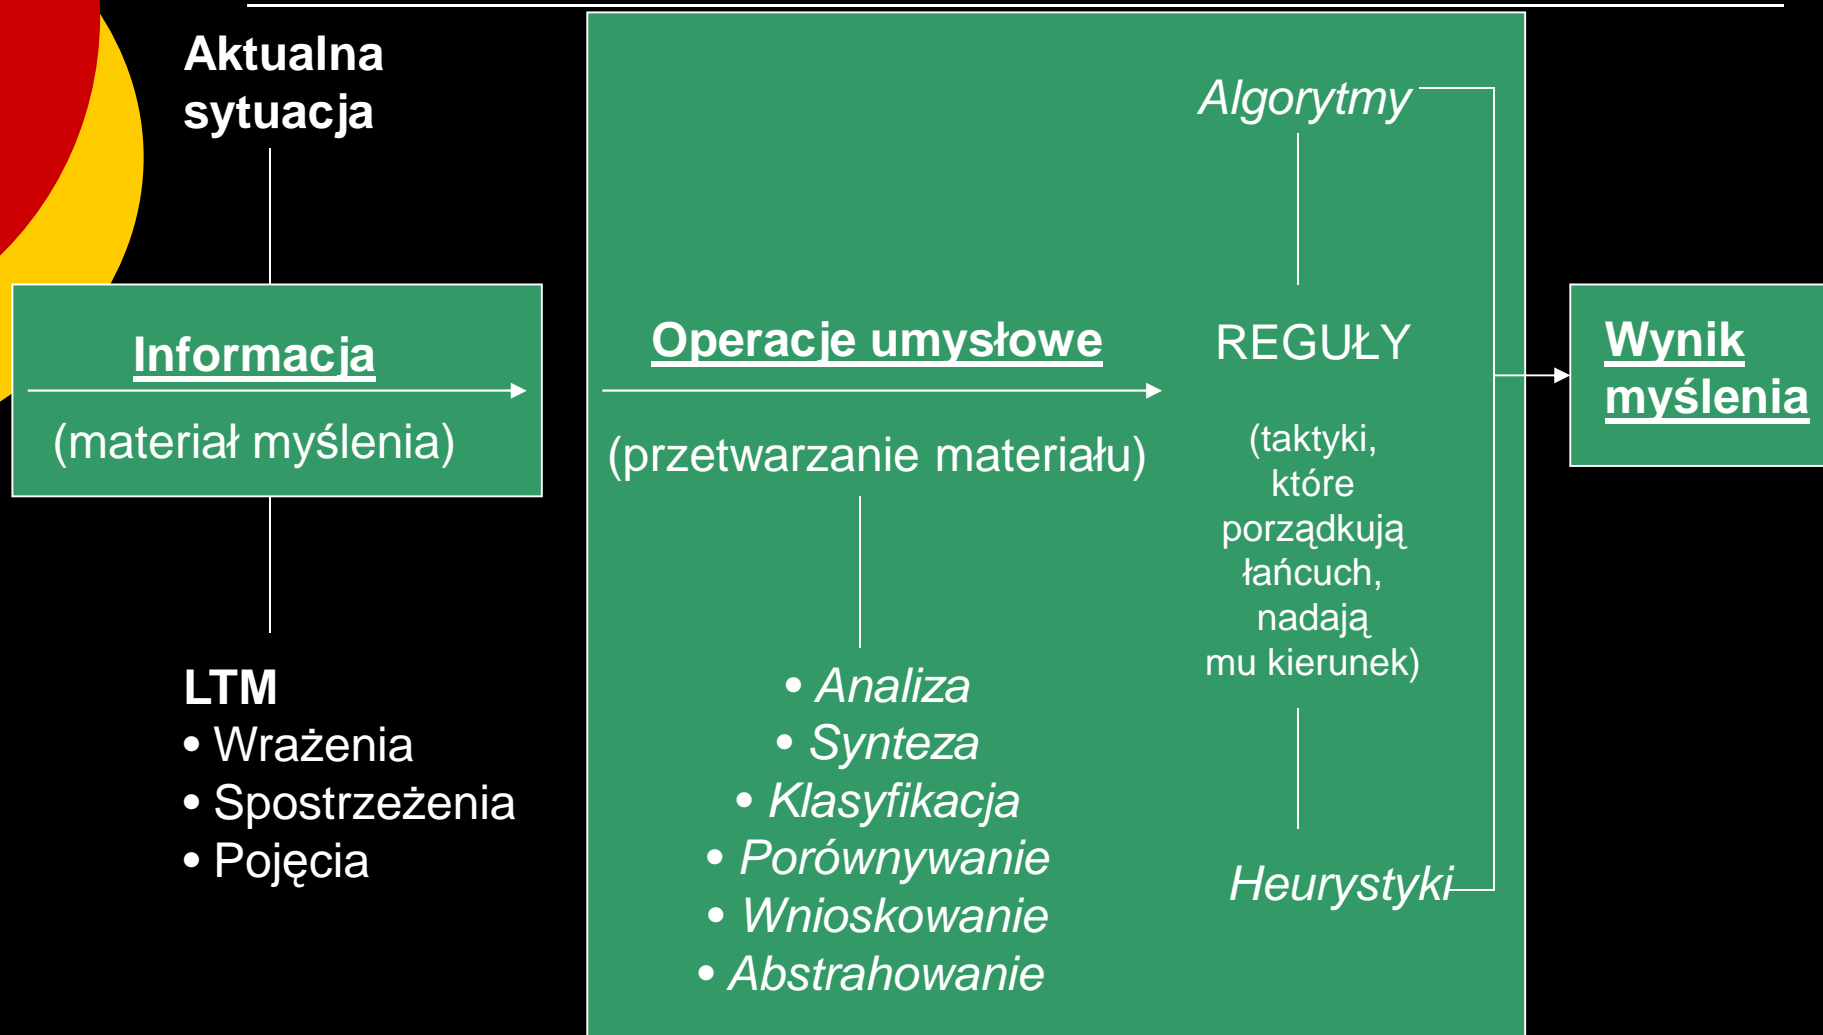 Aktualna
sytuacja
Informacja
(materiał myślenia)
LTM
• Wrażenia
• Spostrzeżenia
• Pojęcia
Operacje umysłowe
(przetwarzanie materiału)
• Analiza
• Synteza
• Klasyfikacja
• Porównywanie
• Wnioskowanie
• Abstrahowanie
Algorytmy
REGUŁY
(taktyki,
które
porządkują
łańcuch,
nadają
mu kierunek)
Heurystyki
Wynik
myślenia